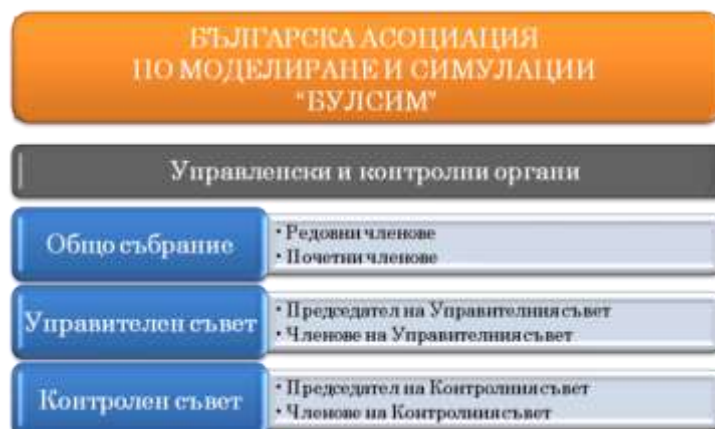 БЪЛГАРСКА АСОЦИАЦИЯ
ПО МОДЕЛИРАНЕ И СИМУЛАЦИИ
“БУЛСИМ”
Управленски и контролни органи
Общо събрание
• Редовни членове
• Почетни членове
Управителен съвет
• Председател на Управителния съвет
• Членове на Управителния съвет
Контролен съвет
• Председател на Контролния съвет
• Членове на Контролния съвет